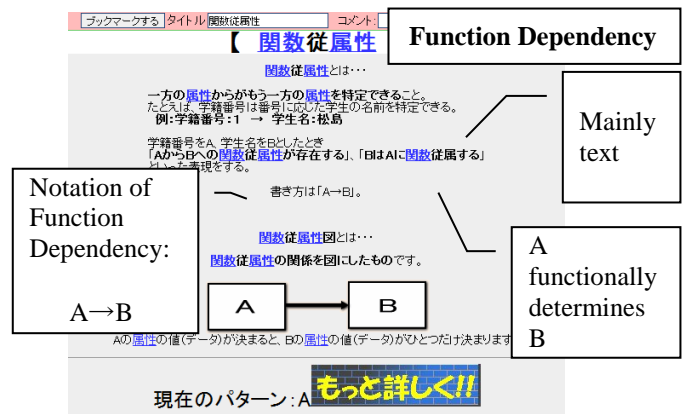 ブックマークする タイトル 関数従属性 コメント:
【 関数従属性
Function Dependency
関数従属性とは・・・
一方の属性からがもう一方の属性を特定できること。
たとえば、学籍番号は番号に応じた学生の名前を特定できる。
例:学籍番号:1 → 学生名:松島
Mainly
text
学籍番号をA、学生名をBとしたとき
「AからBへの関数従属性が存在する」、「BはAに関数従属する」
といった表現をする。
書き方は「A→B」。
Notation of
Function
Dependency:
A→B
関数従属性図とは・・・
関数従属性の関係を図にしたものです。
A
functionally
determines
B
A
B
Aの属性の値(データ)が決まると、Bの属性の値(データ)がひとつだけ決まります
現在のパターン:A
もっと詳しく!!